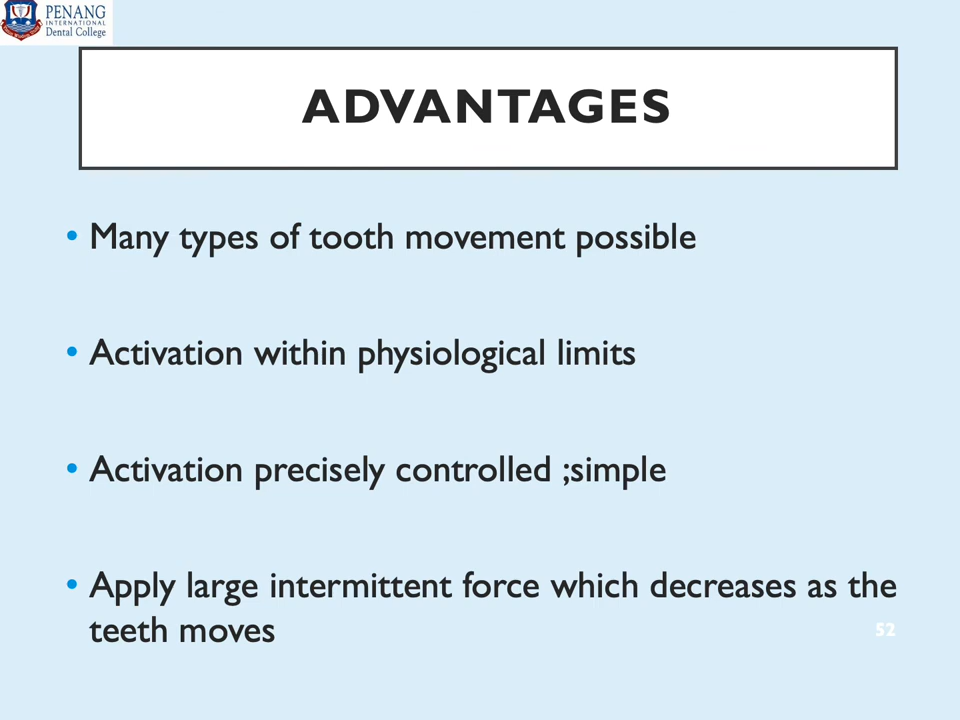 PENANG
INTERNATIONAL
Dental College
ADVANTAGES
• Many types of tooth movement possible
• Activation within physiological limits
• Activation precisely controlled ;simple
• Apply large intermittent force which decreases as the
teeth moves
52